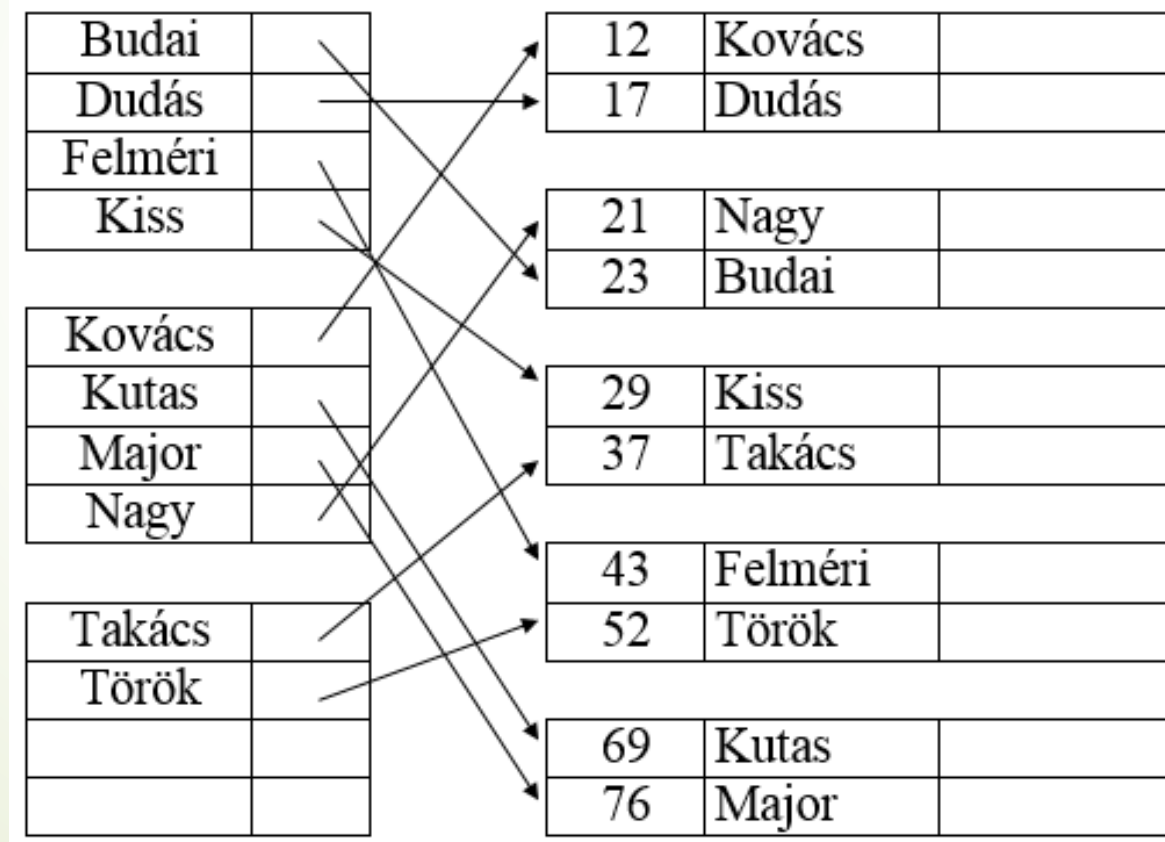 Budai
Dudás
Felméri
Kiss
Kovács
Kutas
Major
Nagy
Takács
Török
12 Kovács
17 Dudás
21 Nagy
23 Budai
29 Kiss
37 Takács
43 Felméri
52 Török
69 Kutas
76 Major